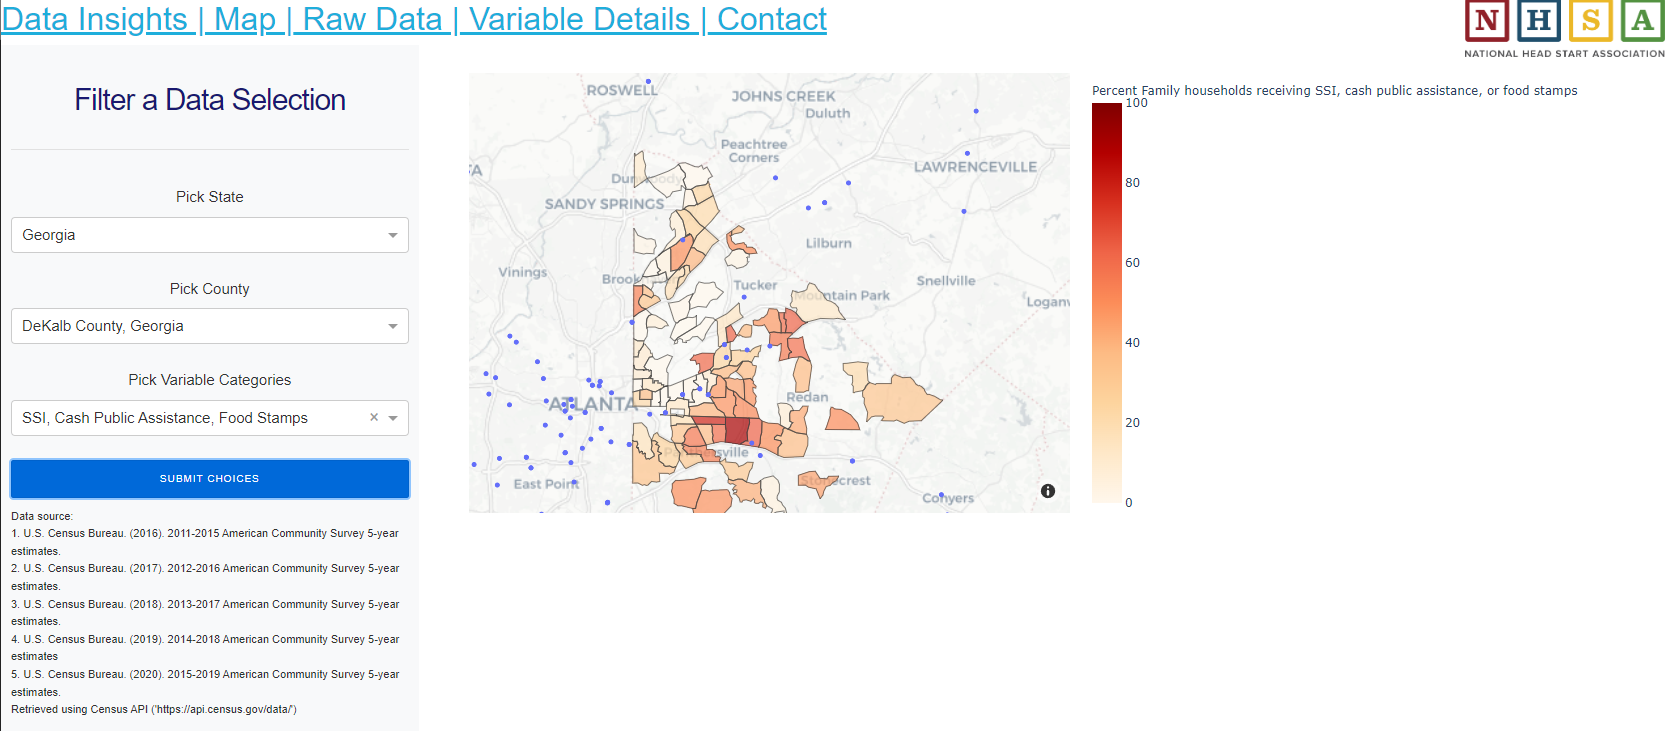 Data Insights | Map | Raw Data | Variable Details | Contact
N H S A
NATIONAL HEAD START ASSOCIATION
Filter a Data Selection
Pick State
Georgia
Pick County
DeKalb County, Georgia
Pick Variable Categories
SSI, Cash Public Assistance, Food Stamps
×
SUBMIT CHOICES
Data source:
1. U.S. Census Bureau. (2016). 2011-2015 American Community Survey 5-year
estimates.
2. U.S. Census Bureau. (2017). 2012-2016 American Community Survey 5-year
estimates.
3. U.S. Census Bureau. (2018). 2013-2017 American Community Survey 5-year
estimates.
4. U.S. Census Bureau. (2019). 2014-2018 American Community Survey 5-year
estimates
5. U.S. Census Bureau. (2020). 2015-2019 American Community Survey 5-year
estimates.
Retrieved using Census API ('https://api.census.gov/data/')
ROSWELL
JOHNS CREEK
Duluth
Peachtree
Corners
LAWRENCEVILLE
SANDY SPRINGS
Lilburn
Vinings
Tucker
Snellville
Mountain Park
ATLANTA
Redan
East Point
Stonecrest
Conyers
Percent Family households receiving SSI, cash public assistance, or food stamps
100
80
60
40
20
0